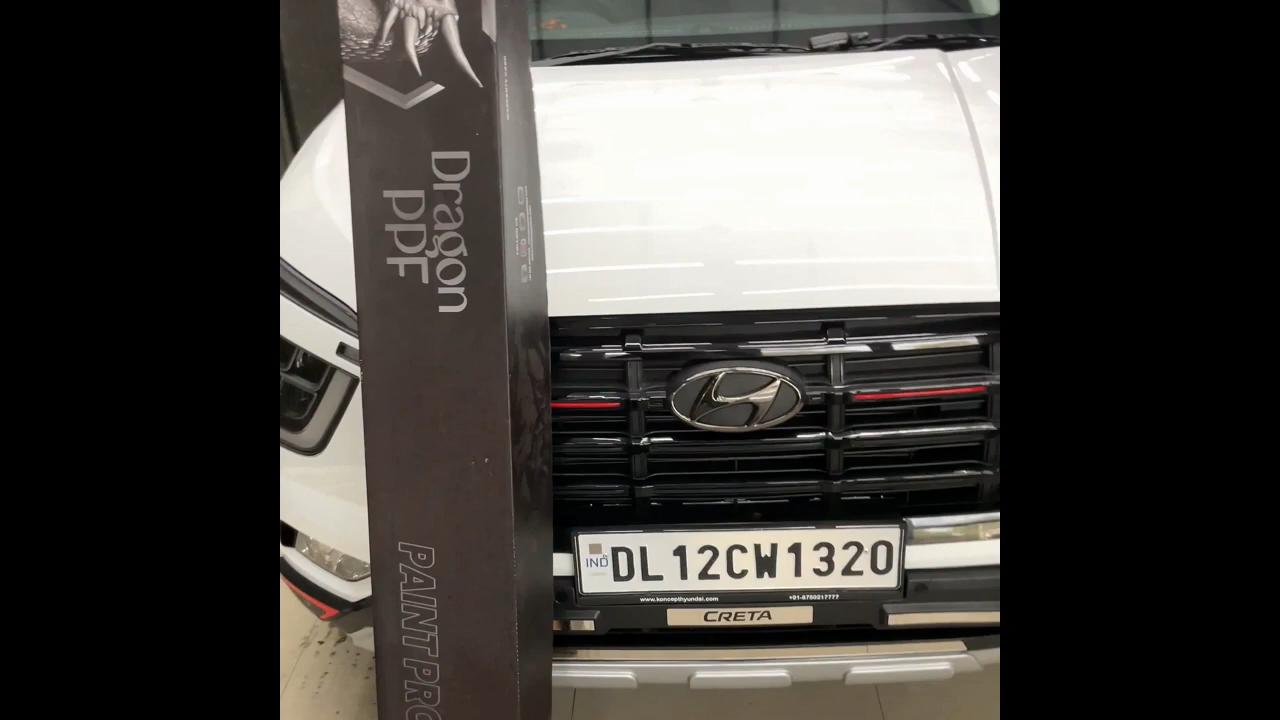 Dragon
PPF
PAINT PRO
IND
DL12CW1320
www.koncepthyundai.com
+91-8750217777
CRETA